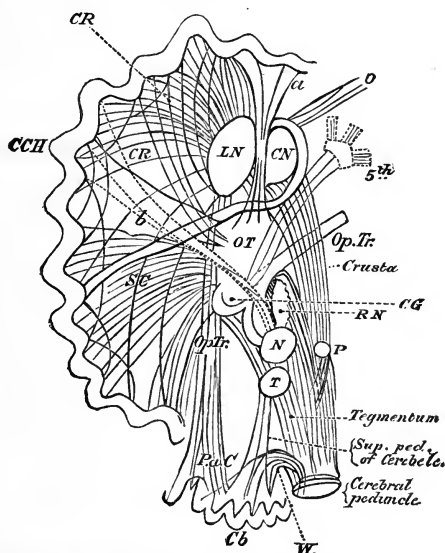 CR
a
O
CCH
CR
LN
CN
5th
b
OT
Op.Tr.
Crusta
SC
CG
RN
Op.Tr.
N
P
T
Tegmentum
Sup. ped.
of Cerebel.
P.a.C
Cerebral
peduncle.
Cb
W.